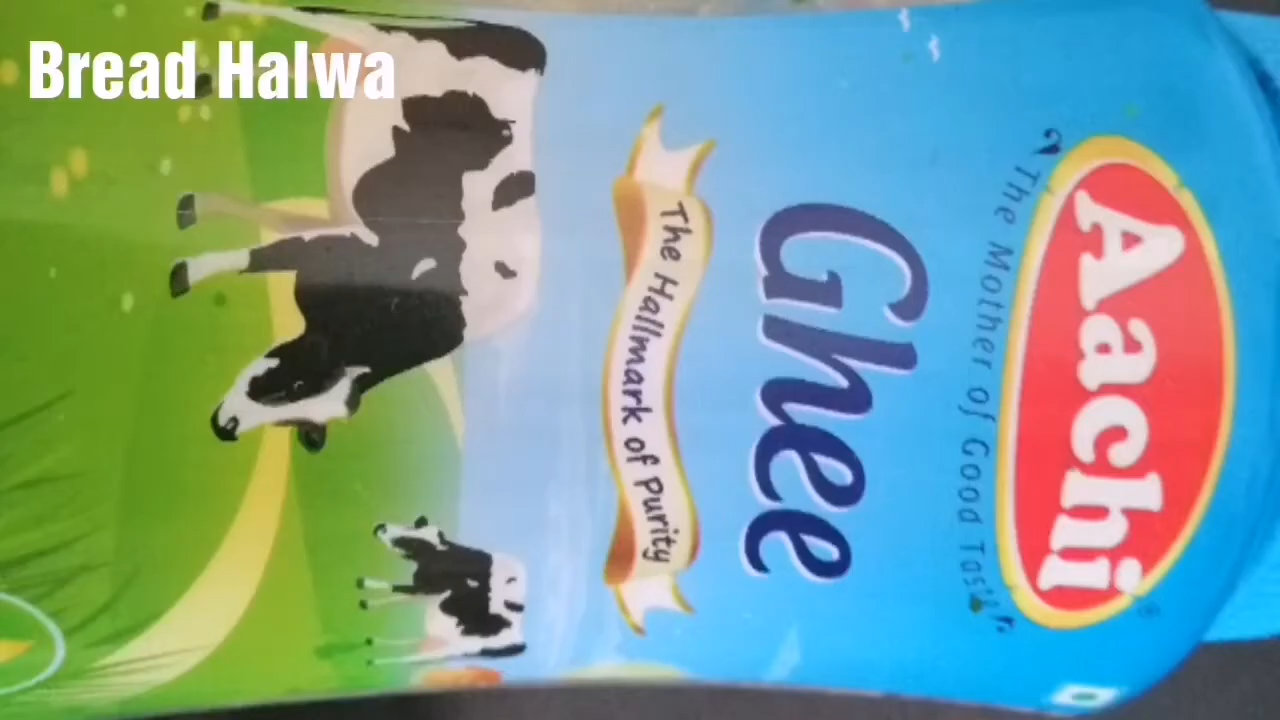 Bread Halwa
Aachi
"The Mother of Good Taste"
Ghee
The Hallmark of Purity